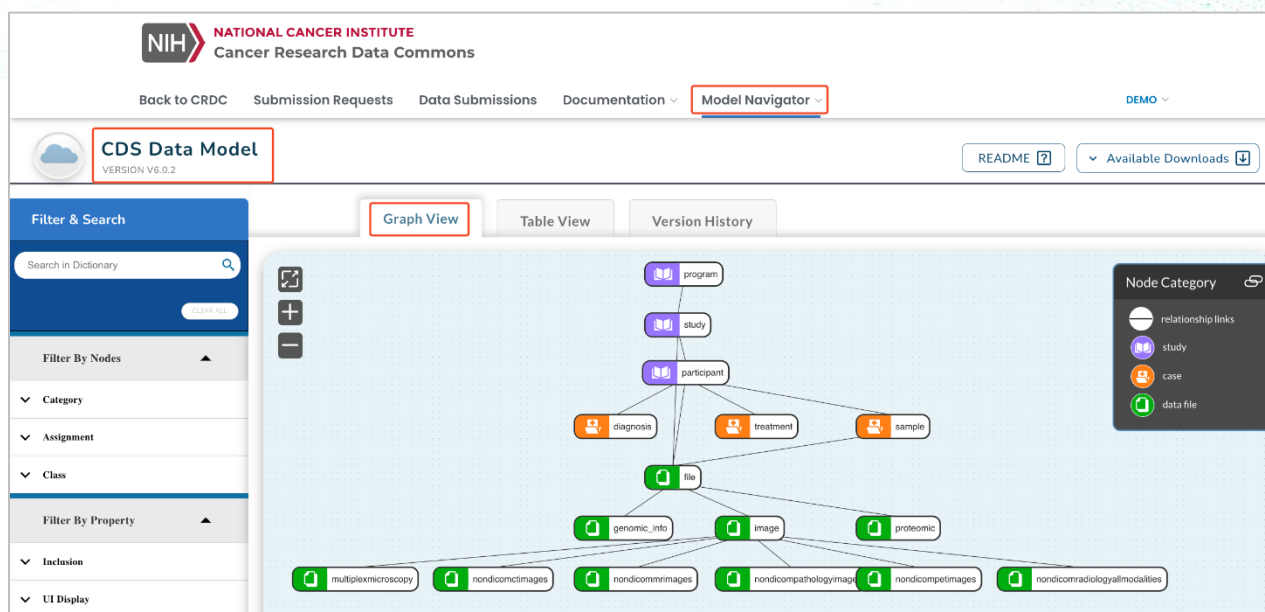 NIH
NATIONAL CANCER INSTITUTE
Cancer Research Data Commons
Back to CRDC Submission Requests Data Submissions Documentation Model Navigator DEMO
CDS Data Model
VERSION V6.0.2
README ? Available Downloads
Filter & Search
Graph View Table View Version History
Search in Dictionary
CLEAR ALL
Filter By Nodes
Category
Assignment
Class
Filter By Property
Inclusion
UI Display
program
study
participant
diagnosis treatment sample
file
genomic_info image proteomic
multiplexmicroscopy nondicomctimages nondicommrimages nondicompathologyimage nondicompetimages nondicomradiologyallmodalities
Node Category
relationship links
study
case
data file